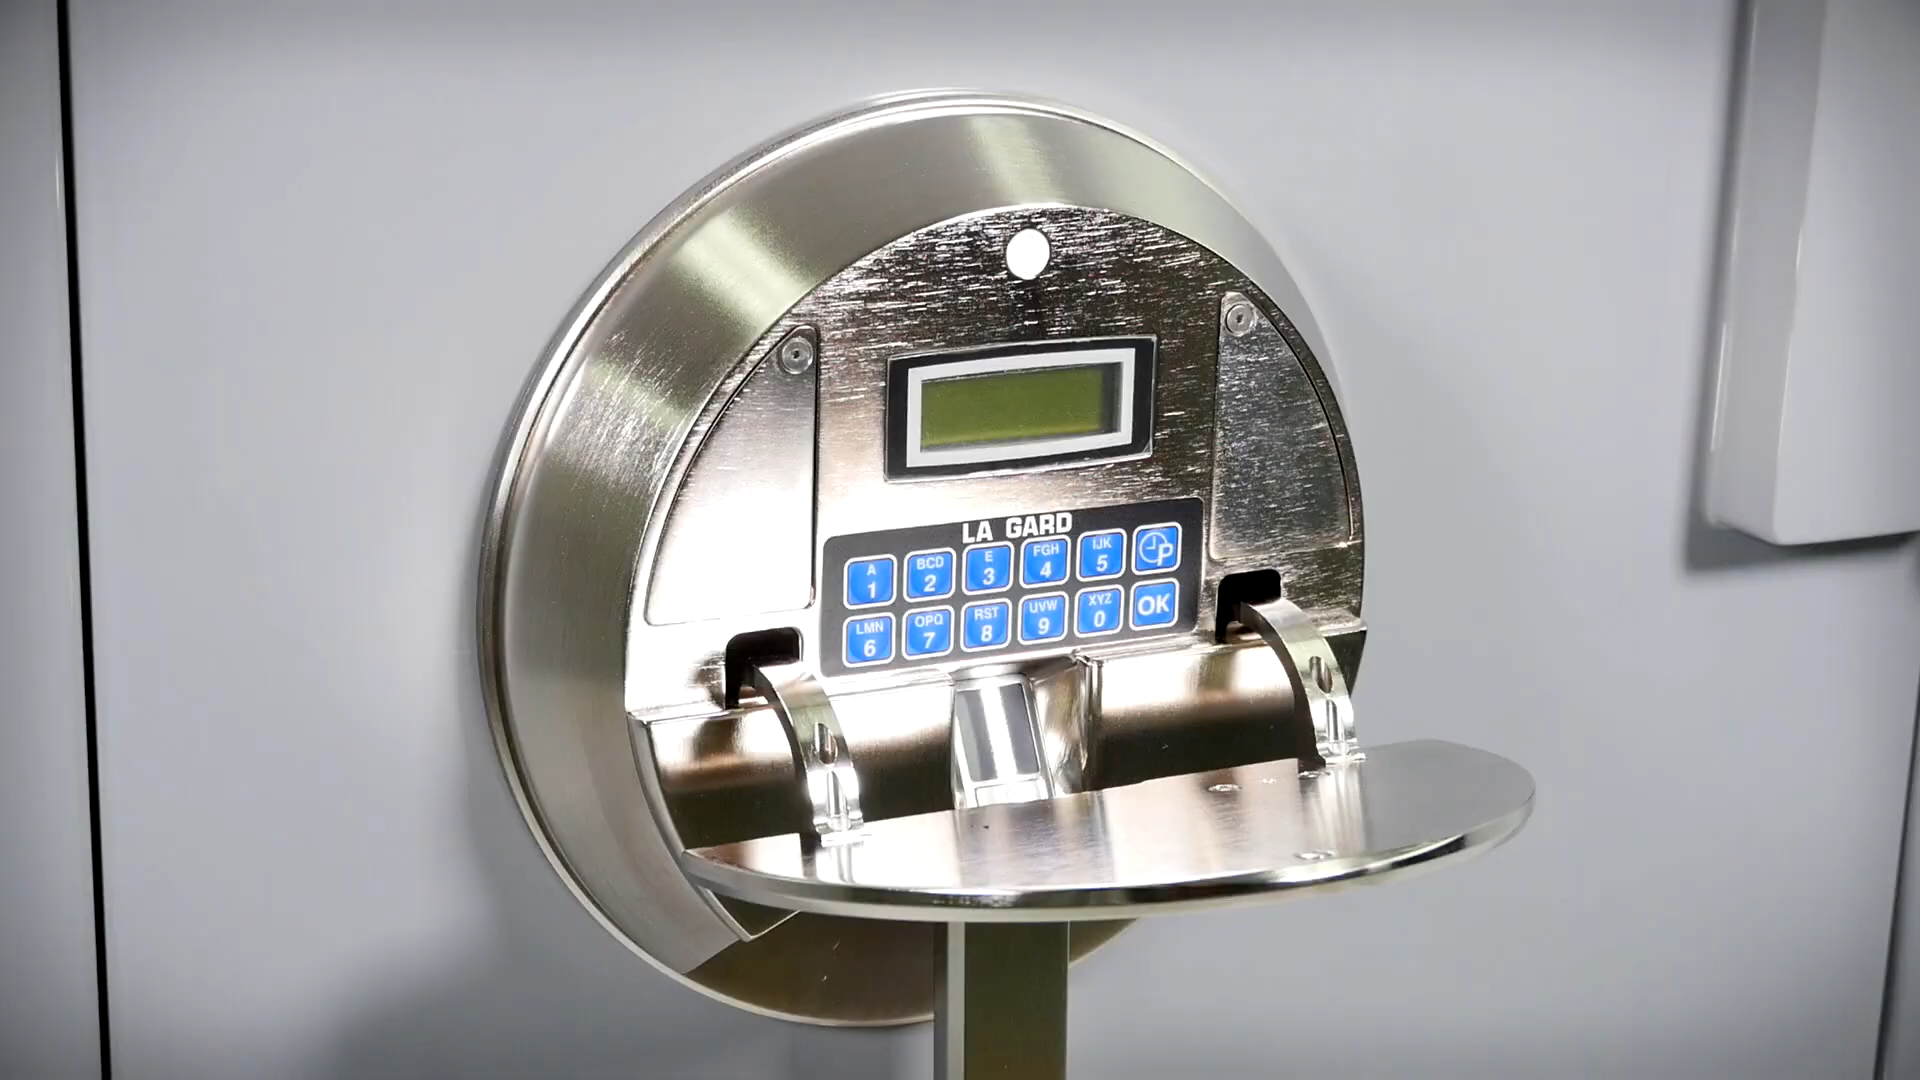 LA GARD
A BCD E FGH IJK
1 2 3 4 5 P
LMN OPQ RST UVW XYZ
6 7 8 9 0 OK